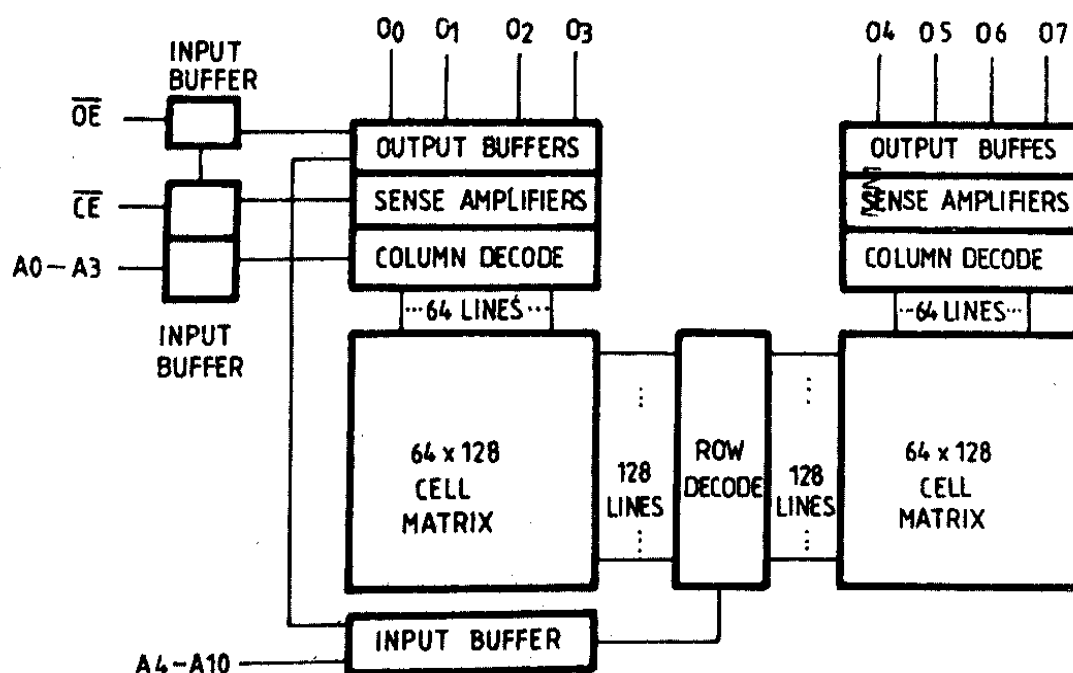 O0 O1 O2 O3
O4 O5 O6 O7
INPUT
BUFFER
OE
CE
A0–A3
INPUT
BUFFER
OUTPUT BUFFERS
SENSE AMPLIFIERS
COLUMN DECODE
···64 LINES···
OUTPUT BUFFES
SENSE AMPLIFIERS
COLUMN DECODE
··64 LINES···
64 x 128
CELL
MATRIX
128
LINES
ROW
DECODE
128
LINES
64 x 128
CELL
MATRIX
INPUT BUFFER
A4–A10